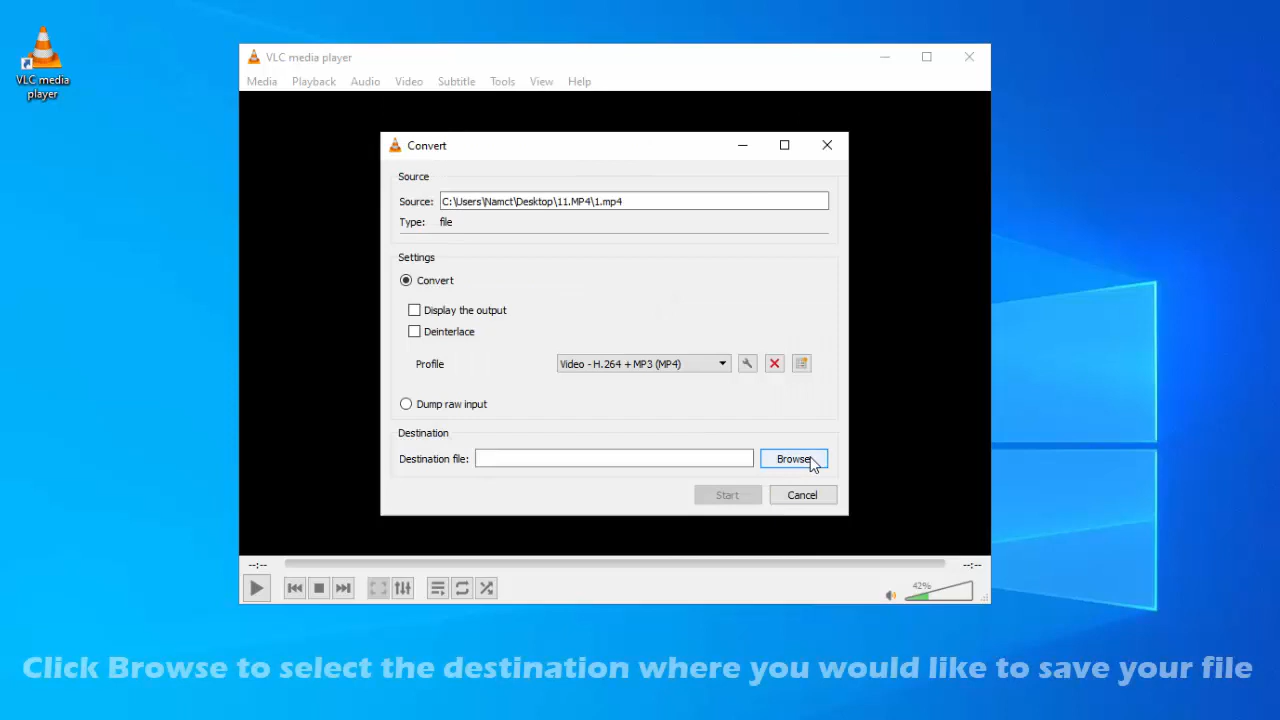 VLC media
player
VLC media player
Media Playback Audio Video Subtitle Tools View Help
Convert
Source
Source: C:\Users\Namct\Desktop\11.MP4\1.mp4
Type: file
Settings
Convert
Display the output
Deinterlace
Profile Video - H.264 + MP3 (MP4)
Dump raw input
Destination
Destination file: Browse
Start Cancel
--:-- --:--
42%
Click Browse to select the destination where you would like to save your file